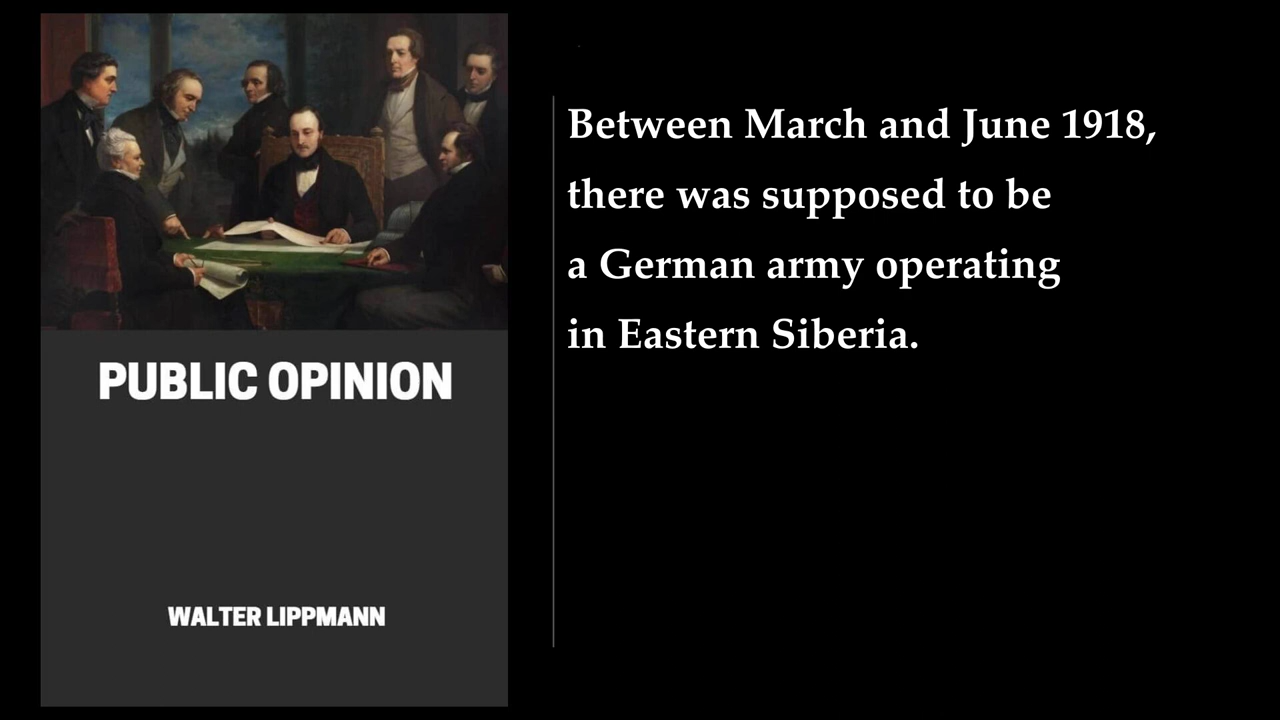 PUBLIC OPINION
WALTER LIPPMANN
Between March and June 1918,
there was supposed to be
a German army operating
in Eastern Siberia.